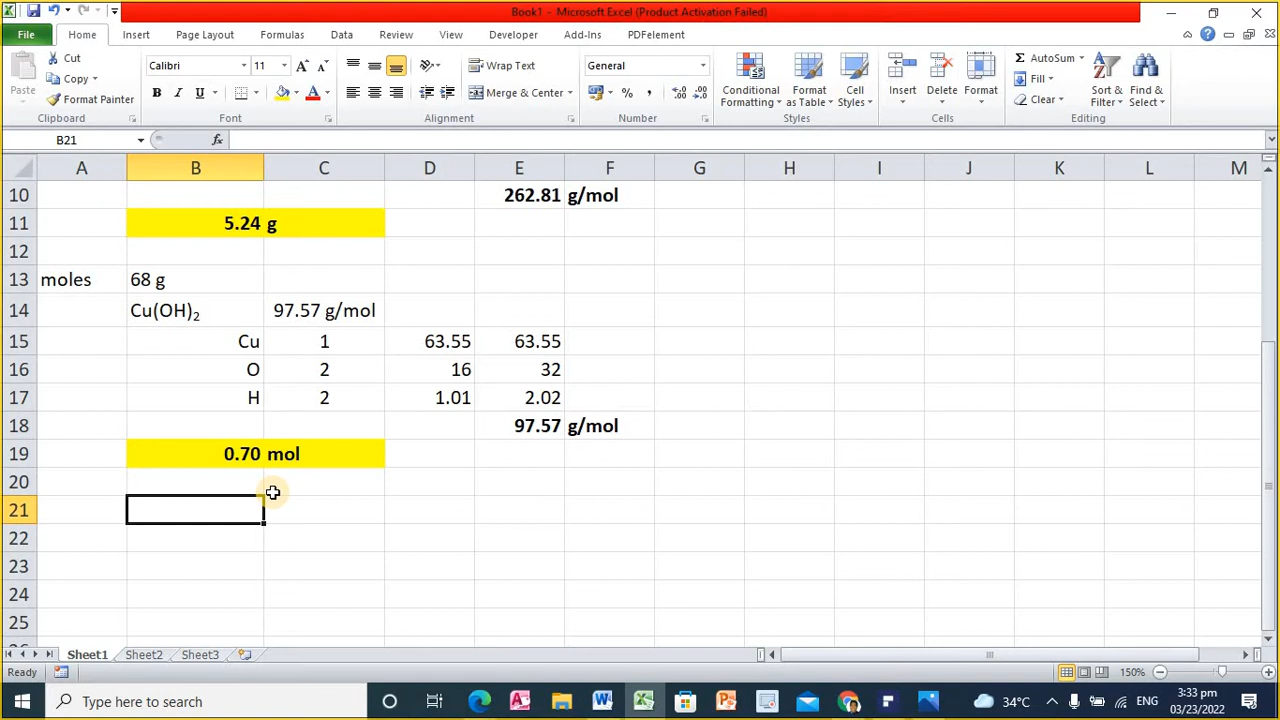 Book1 - Microsoft Excel (Product Activation Failed)
File Home Insert Page Layout Formulas Data Review View Developer Add-Ins PDFelement
Paste
Cut
Copy
Format Painter
Clipboard
Calibri 11
B I U A
Font
Wrap Text
Merge & Center
Alignment
General
% ,
Number
Conditional Formatting
Format as Table
Cell Styles
Styles
Insert Delete Format
Cells
Σ AutoSum
Fill
Clear
Sort & Filter
Find & Select
Editing
B21 fx
A B C D E F G H I J K L M
10 262.81 g/mol
11 5.24 g
12
13 moles 68 g
14 Cu(OH)₂ 97.57 g/mol
15 Cu 1 63.55 63.55
16 O 2 16 32
17 H 2 1.01 2.02
18 97.57 g/mol
19 0.70 mol
20
21
22
23
24
25
Sheet1 Sheet2 Sheet3
Ready 150%
Type here to search 34°C ENG 3:33 pm
03/23/2022